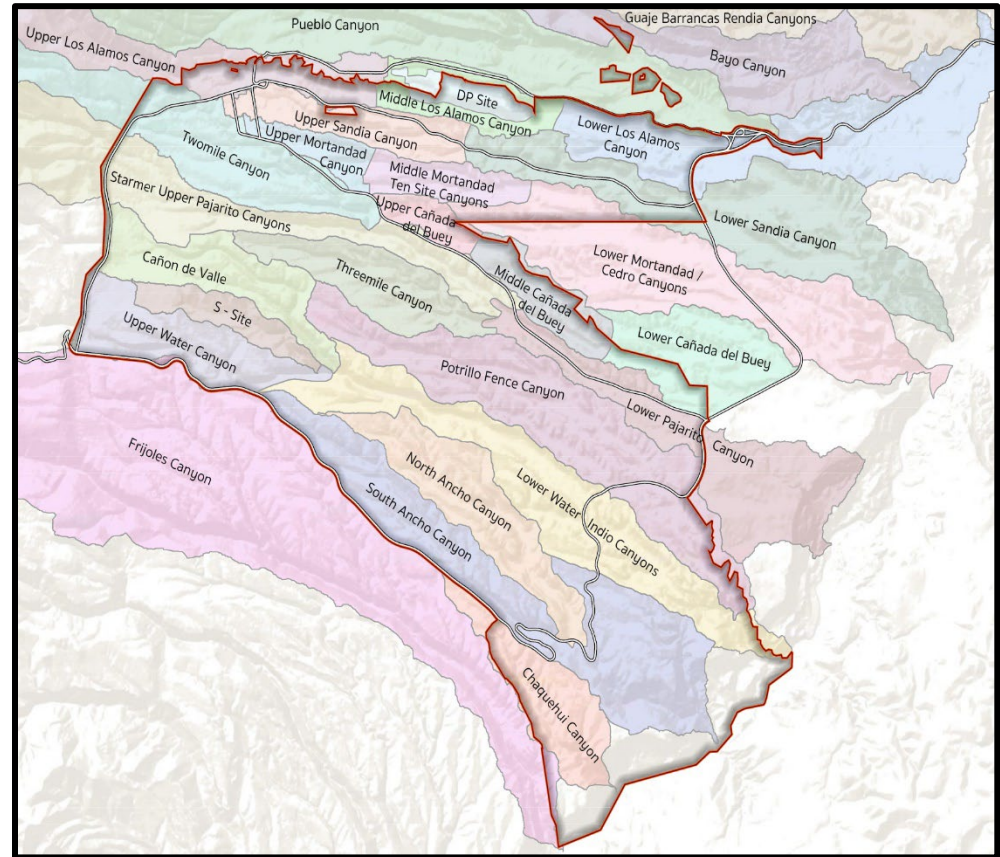 Guaje Barrancas Rendia Canyons
Pueblo Canyon
Upper Los Alamos Canyon
Bayo Canyon
DP Site
Middle Los Alamos Canyon
Upper Sandia Canyon
Lower Los Alamos
Canyon
Upper Mortandad
Canyon
Twomile Canyon
Middle Mortandad
Ten Site Canyons
Starmer Upper Pajarito Canyons
Upper Cañada
del Buey
Lower Sandia Canyon
Lower Mortandad /
Cedro Canyons
Cañon de Valle
Threemile Canyon
Middle Cañada
del Buey
S - Site
Upper Water Canyon
Lower Cañada del Buey
Potrillo Fence Canyon
Lower Pajarito Canyon
Frijoles Canyon
North Ancho Canyon
Lower Water
Indio Canyons
South Ancho Canyon
Chaquehui Canyon